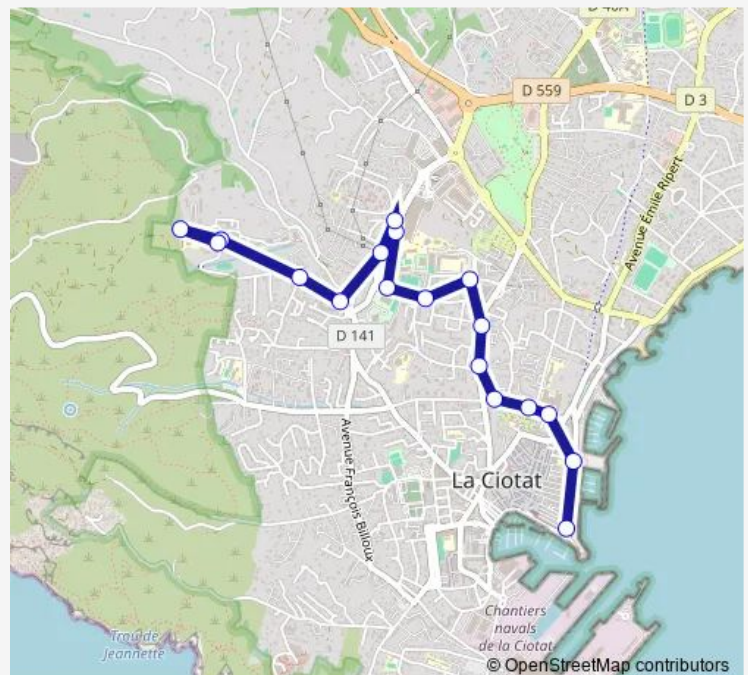 D 40A
D 559
D 3
Avenue Émile Ripert
D 141
Avenue François Billoux
La Ciotat
Chantiers
navals
de la Ciotat
Trou de
Jeannette
© OpenStreetMap contributors